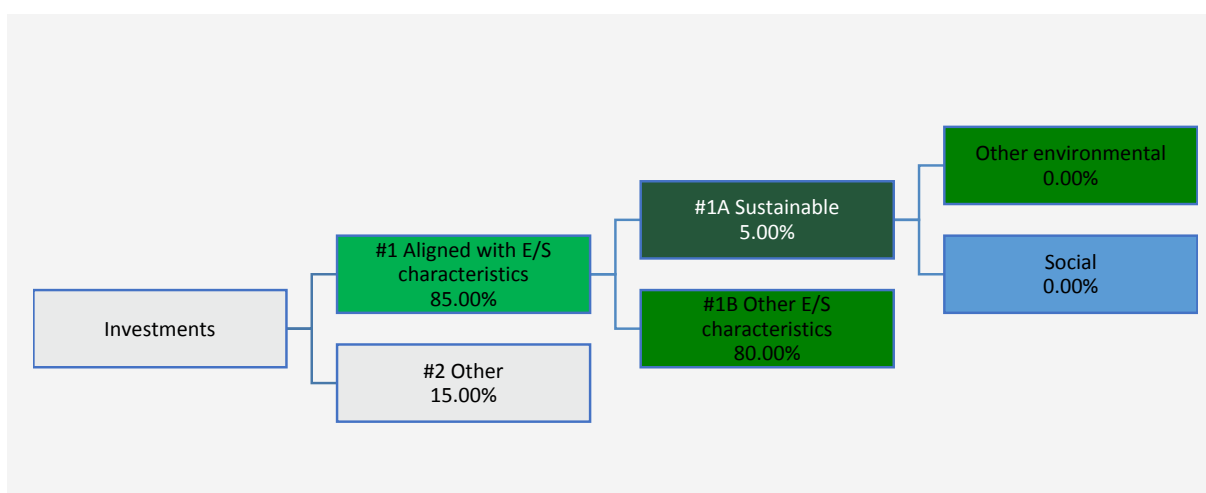 Investments
#1 Aligned with E/S
characteristics
85.00%
#2 Other
15.00%
#1A Sustainable
5.00%
#1B Other E/S
characteristics
80.00%
Other environmental
0.00%
Social
0.00%